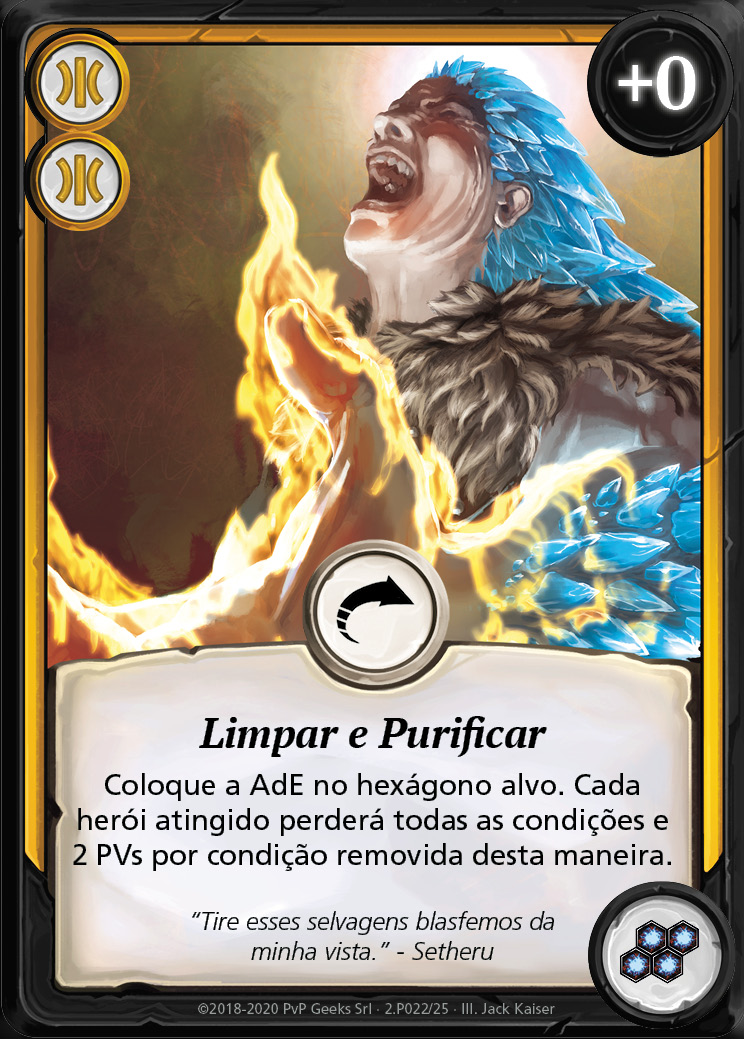 +0
Limpar e Purificar
Coloque a AdE no hexágono alvo. Cada
herói atingido perderá todas as condições e
2 PVs por condição removida desta maneira.
“Tire esses selvagens blasfemos da
minha vista.” - Setheru
©2018-2020 PvP Geeks Srl · 2.P022/25 · Ill. Jack Kaiser